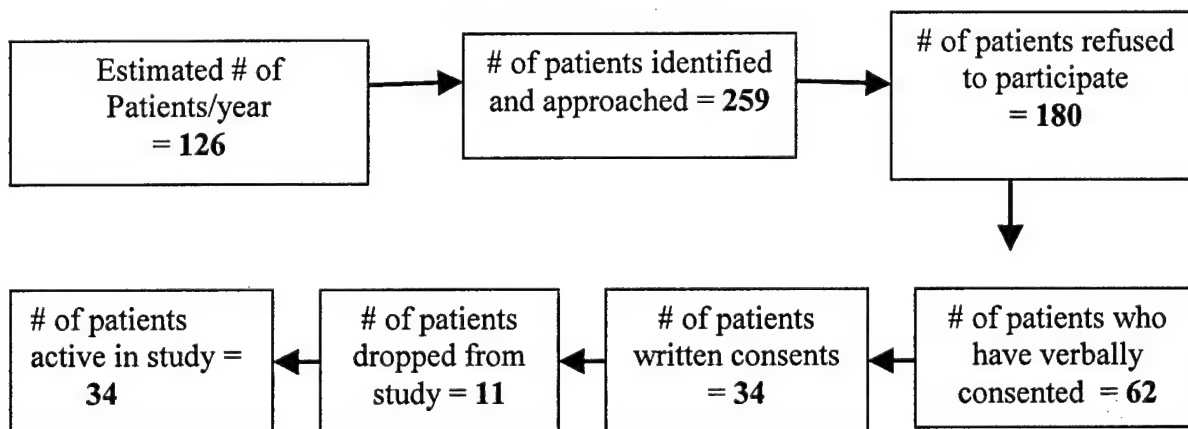 Estimated # of
Patients/year
= 126
# of patients identified
and approached = 259
# of patients refused
to participate
= 180
# of patients who
have verbally
consented = 62
# of patients
written consents
= 34
# of patients
dropped from
study = 11
# of patients
active in study =
34